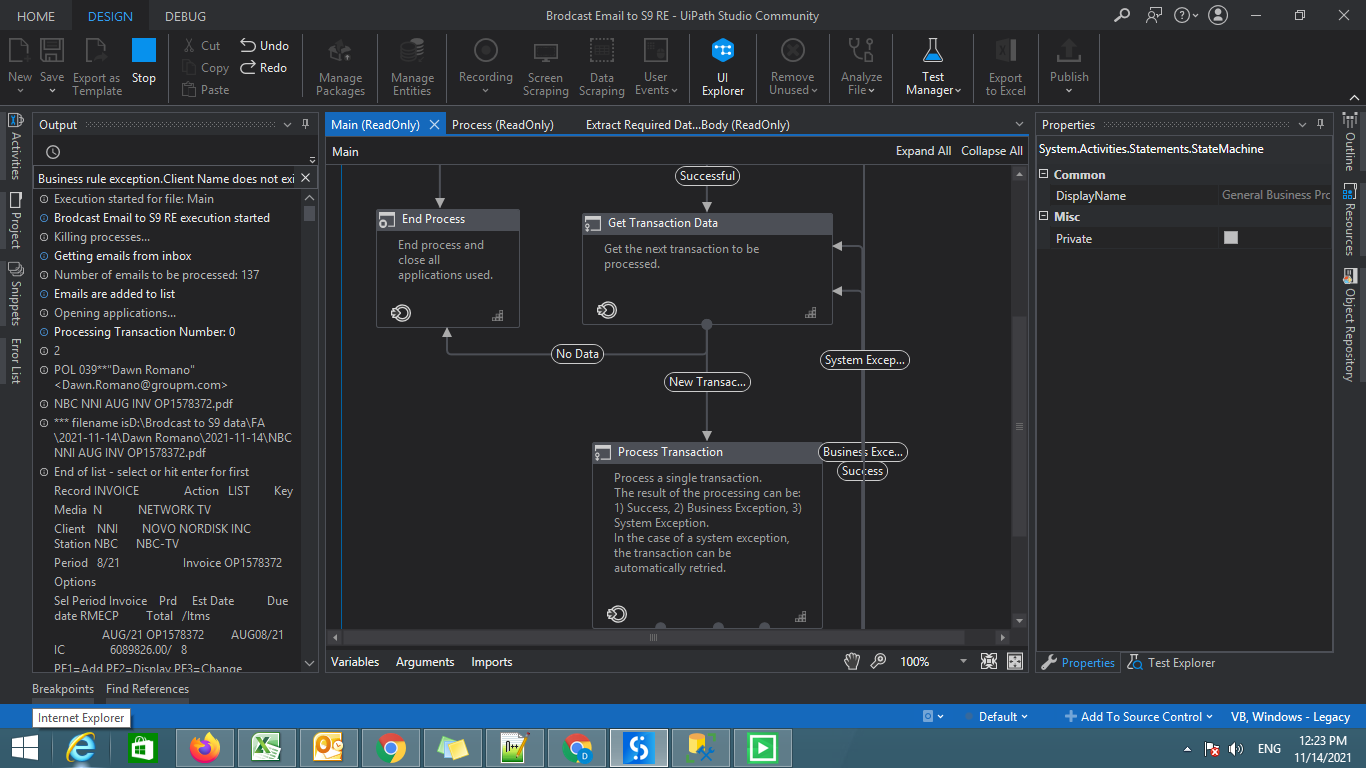 HOME DESIGN DEBUG
Brodcast Email to S9 RE - UiPath Studio Community
New Save Export as Template Stop
Cut Copy Paste
Undo Redo
Manage Packages
Manage Entities
Recording Screen Scraping Data Scraping User Events
UI Explorer
Remove Unused
Analyze File
Test Manager
Export to Excel
Publish
Activities
Project
Snippets
Error List
Output
Business rule exception.Client Name does not exi
Execution started for file: Main
Brodcast Email to S9 RE execution started
Killing processes...
Getting emails from inbox
Number of emails to be processed: 137
Emails are added to list
Opening applications...
Processing Transaction Number: 0
2
POL 039**"Dawn Romano"
<Dawn.Romano@groupm.com>
NBC NNI AUG INV OP1578372.pdf
*** filename isD:\Brodcast to S9 data\FA
\2021-11-14\Dawn Romano\2021-11-14\NBC
NNI AUG INV OP1578372.pdf
End of list - select or hit enter for first
Record INVOICE Action LIST Key
Media N NETWORK TV
Client NNI NOVO NORDISK INC
Station NBC NBC-TV
Period 8/21 Invoice OP1578372
Options
Sel Period Invoice Prd Est Date Due
date RMECP Total /Itms
AUG/21 OP1578372 AUG08/21
IC 6089826.00/ 8
PF1=Add PF2=Display PF3=Change
Breakpoints Find References
Internet Explorer
Main (ReadOnly) Process (ReadOnly) Extract Required Dat...Body (ReadOnly)
Main Expand All Collapse All
Successful
End Process
End process and
close all
applications used.
Get Transaction Data
Get the next transaction to be
processed.
No Data
System Excep...
New Transac...
Process Transaction
Business Exce...
Success
Process a single transaction.
The result of the processing can be:
1) Success, 2) Business Exception, 3)
System Exception.
In the case of a system exception,
the transaction can be
automatically retried.
Variables Arguments Imports 100%
Properties
System.Activities.Statements.StateMachine
Common
DisplayName General Business Pro
Misc
Private
Properties Test Explorer
Outline
Resources
Object Repository
Default Add To Source Control VB, Windows - Legacy
ENG 12:23 PM
11/14/2021